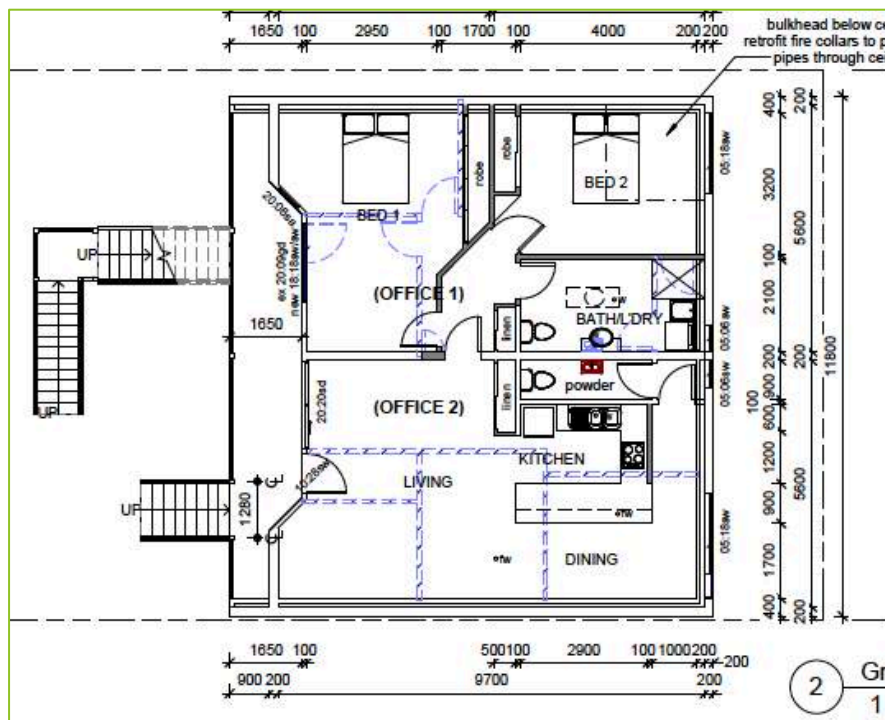 1650 100 2950 100 1700 100 4000 200 200
bulkhead below ce
retrofit fire collars to p
pipes through cei
400
200
05:18sw
robe
robe
20:06sw
BED 1
BED 2
3200
5600
UP
ex 20:09gd
new 18:18sw/sw
(OFFICE 1)
100
2100
fw
BATH/L'DRY
1650
linen
05:06sw
200
200
11800
powder
05:06sw
900
100
20:20sd
(OFFICE 2)
linen
600
UP
KITCHEN
1200
LIVING
5600
UP
1280
900
fw
05:18sw
fw
DINING
1700
400
200
1650 100 500 100 2900 100 1000 200
200
900 200 9700 200
2
Gr
1